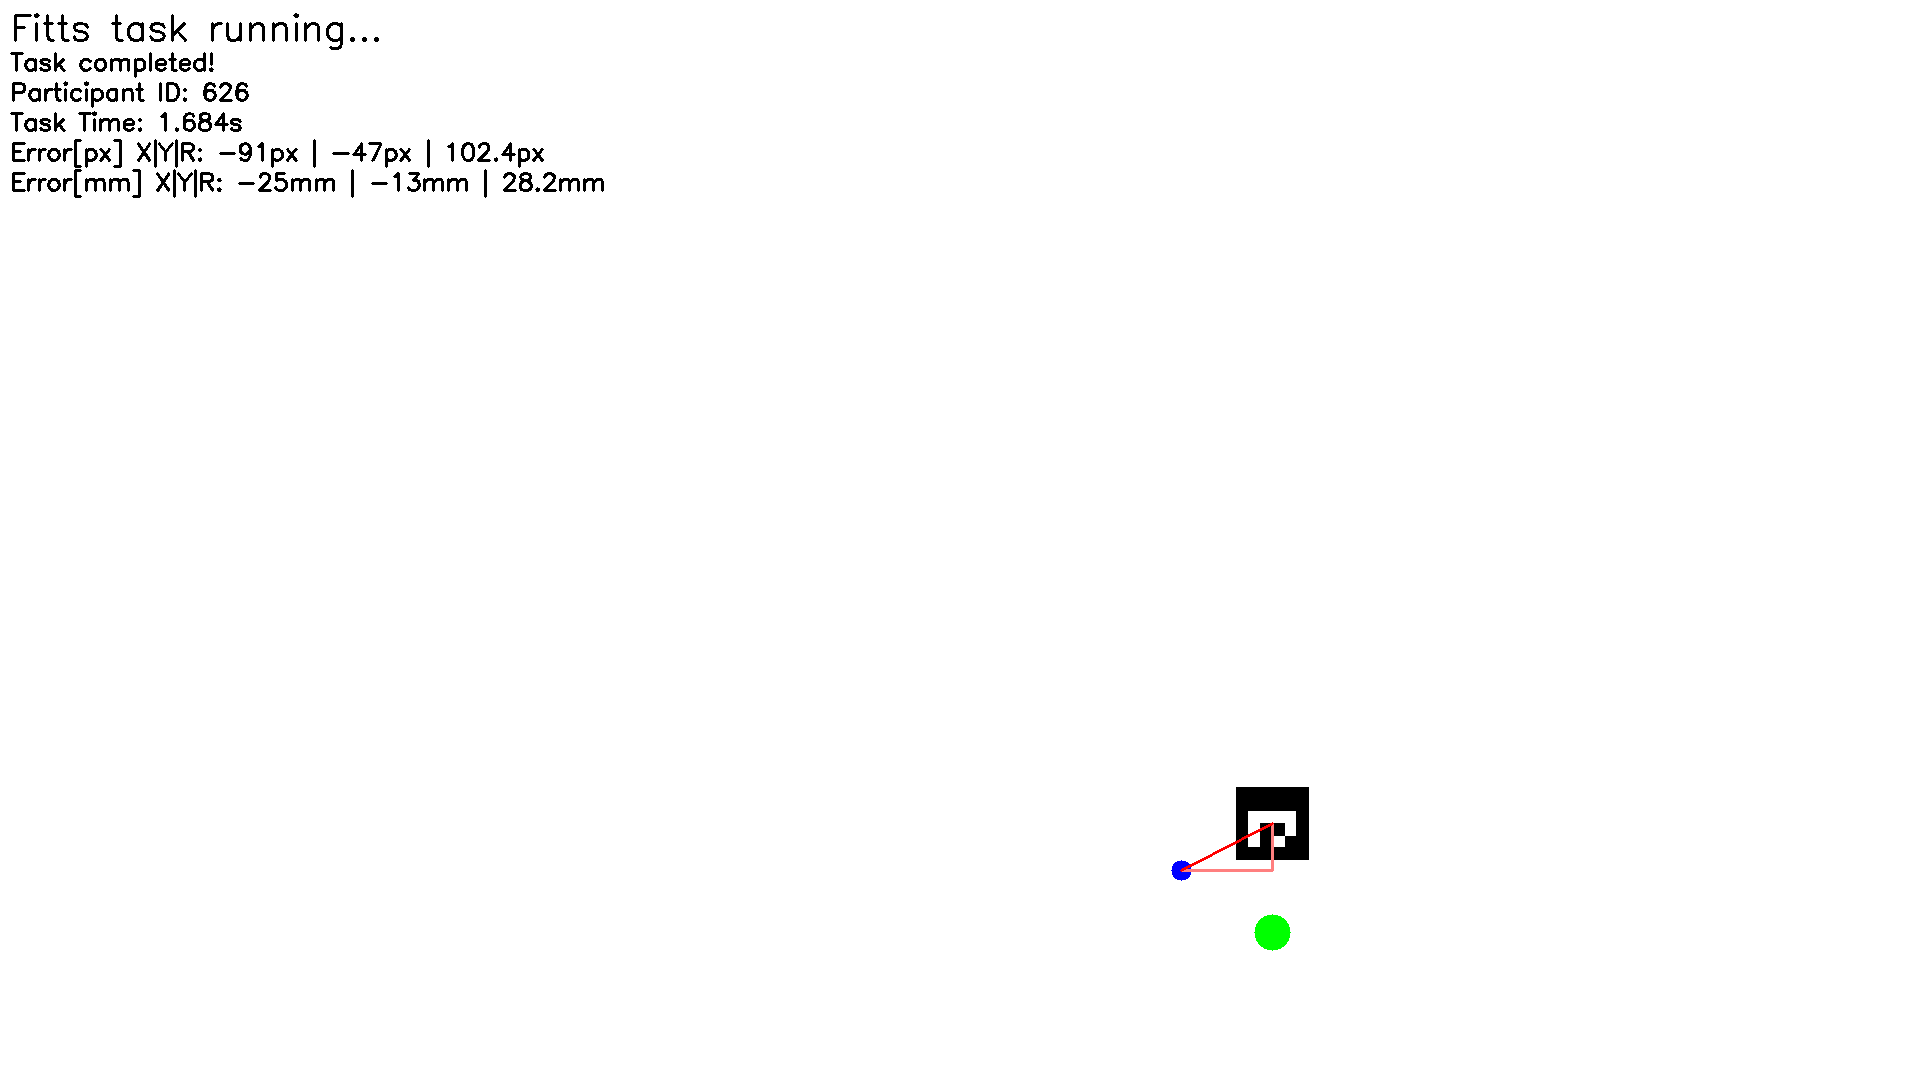 Fitts task running...
Task completed!
Participant ID: 626
Task Time: 1.684s
Error[px] X|Y|R: -91px | -47px | 102.4px
Error[mm] X|Y|R: -25mm | -13mm | 28.2mm